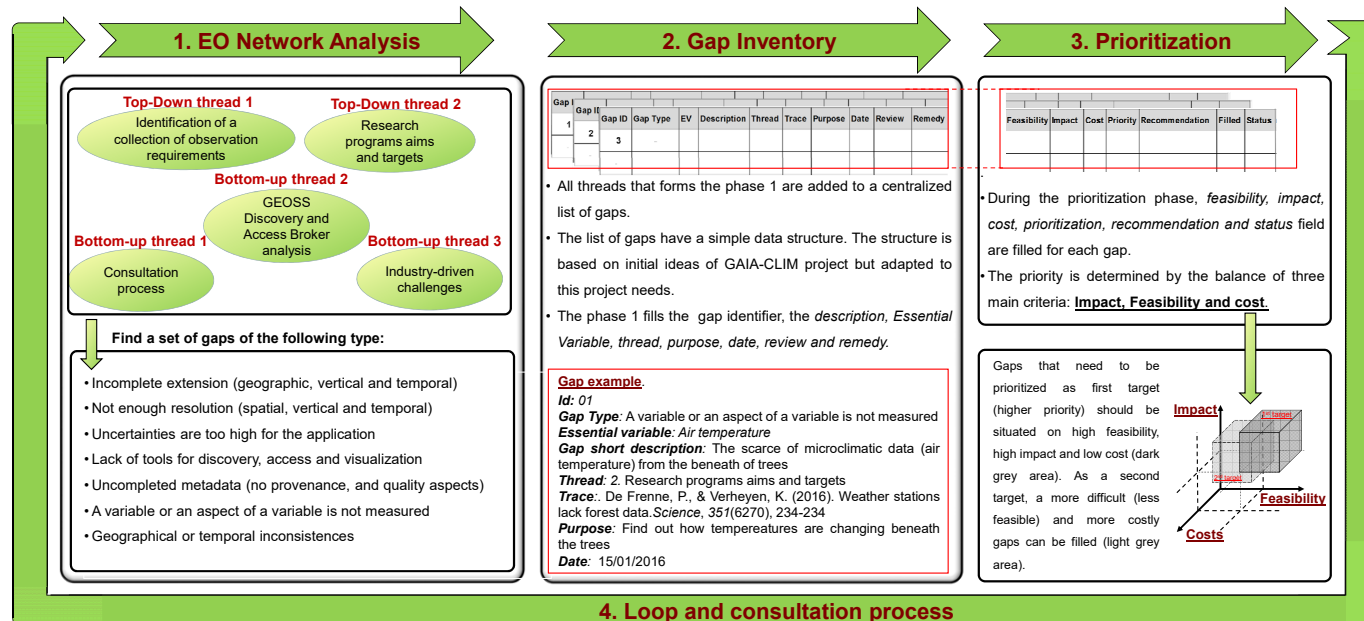 1. EO Network Analysis
2. Gap Inventory
3. Prioritization
Top-Down thread 1
Identification of a
collection of observation
requirements
Top-Down thread 2
Research
programs aims
and targets
Bottom-up thread 2
GEOSS
Discovery and
Access Broker
analysis
Bottom-up thread 1
Consultation
process
Bottom-up thread 3
Industry-driven
challenges
Find a set of gaps of the following type:
• Incomplete extension (geographic, vertical and temporal)
• Not enough resolution (spatial, vertical and temporal)
• Uncertainties are too high for the application
• Lack of tools for discovery, access and visualization
• Uncompleted metadata (no provenance, and quality aspects)
• A variable or an aspect of a variable is not measured
• Geographical or temporal inconsistences
Gap I
1
Gap ID
2
Gap ID Gap Type EV Description Thread Trace Purpose Date Review Remedy
3
• All threads that forms the phase 1 are added to a centralized
list of gaps.
• The list of gaps have a simple data structure. The structure is
based on initial ideas of GAIA-CLIM project but adapted to
this project needs.
• The phase 1 fills the gap identifier, the description, Essential
Variable, thread, purpose, date, review and remedy.
Gap example.
Id: 01
Gap Type: A variable or an aspect of a variable is not measured
Essential variable: Air temperature
Gap short description: The scarce of microclimatic data (air
temperature) from the beneath of trees
Thread: 2. Research programs aims and targets
Trace:. De Frenne, P., & Verheyen, K. (2016). Weather stations
lack forest data.Science, 351(6270), 234-234
Purpose: Find out how tempereatures are changing beneath
the trees
Date: 15/01/2016
Feasibility Impact Cost Priority Recommendation Filled Status
.
• During the prioritization phase, feasibility, impact,
cost, prioritization, recommendation and status field
are filled for each gap.
• The priority is determined by the balance of three
main criteria: Impact, Feasibility and cost.
Gaps that need to be
prioritized as first target
(higher priority) should be
situated on high feasibility,
high impact and low cost (dark
grey area). As a second
target, a more difficult (less
feasible) and more costly
gaps can be filled (light grey
area).
Impact
target
2nd target
Feasibility
Costs
4. Loop and consultation process